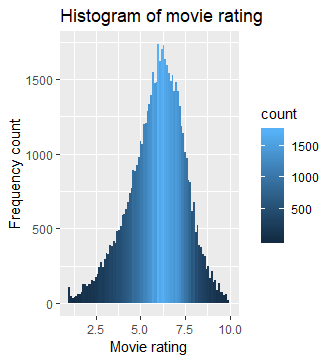 Histogram of movie rating
Frequency count
1500
1000
500
0
2.5 5.0 7.5 10.0
Movie rating
count
1500
1000
500